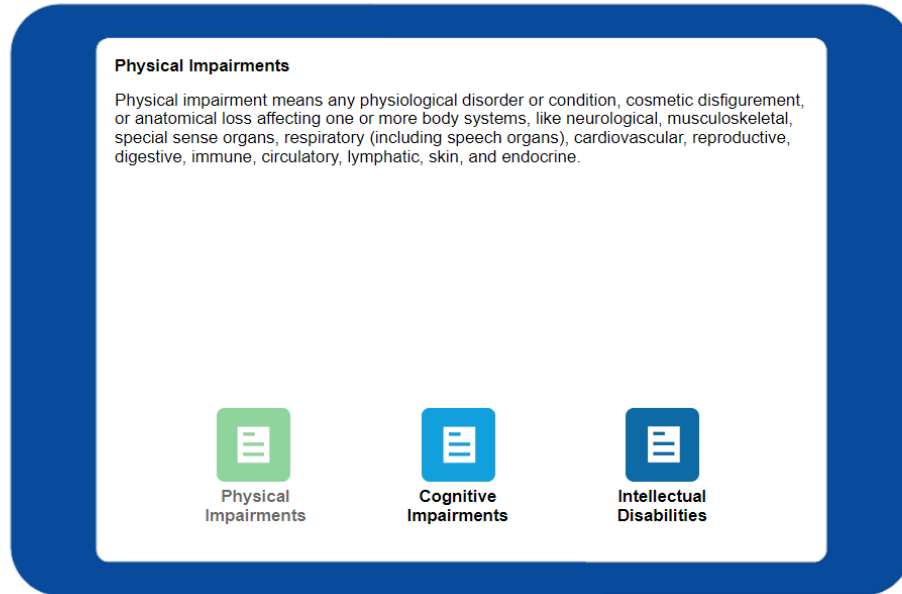 Physical Impairments
Physical impairment means any physiological disorder or condition, cosmetic disfigurement,
or anatomical loss affecting one or more body systems, like neurological, musculoskeletal,
special sense organs, respiratory (including speech organs), cardiovascular, reproductive,
digestive, immune, circulatory, lymphatic, skin, and endocrine.
Physical
Impairments
Cognitive
Impairments
Intellectual
Disabilities